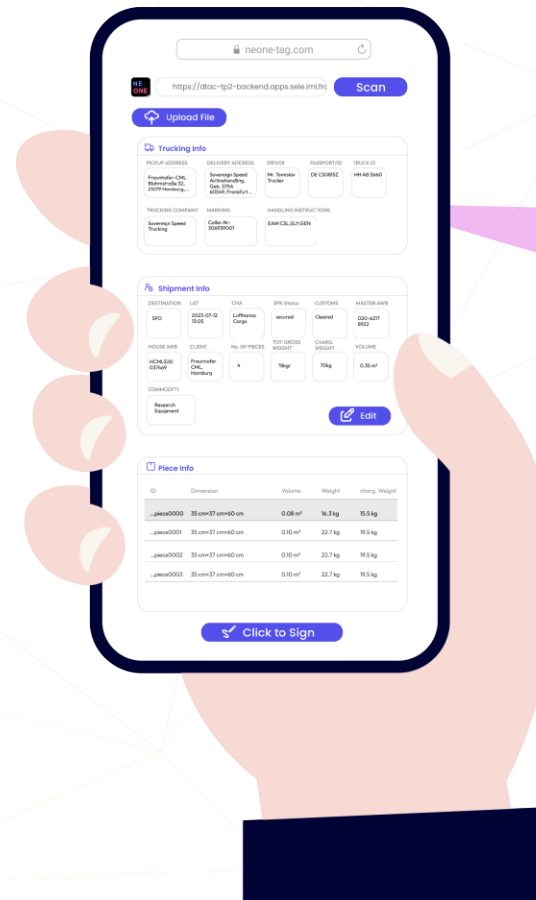 neone-tag.com
NE:
ONE
https://dtac-tp2-backend.apps.sele.iml.frc
Scan
Upload File
Trucking Info
PICKUP ADDRESS DELIVERY ADDRESS DRIVER PASSPORT/ID TRUCK ID
Fraunhofer-CML, Sovereign Speed Mr. Tomislav DE C5081SZ HH AB 5660
Blohmstraße 32, Airlinehandling, Trucker
21079 Hamburg,... Geb. 579A
60549, Frankfurt...
TRUCKING COMPANY MARKING HANDLING INSTRUCTIONS
Sovereign Speed Collie-Nr.: EAW,CSL,SLY,GEN
Trucking
Shipment Info
DESTINATION LAT CHA SPX-Status CUSTOMS MASTER AWB
SFO 2023-07-12 Lufthansa secured Cleared 020-6217
13:05 Cargo 8922
HOUSE AWB CLIENT No. OF PIECES TOT. GROSS WEIGHT CHARG. WEIGHT VOLUME
HCML500 Fraunhofer 4 78kgr 70kg 0.35 m³
037469 CML,
Hamburg
COMMODITY
Research
Equipment
Edit
Piece Info
ID Dimension Volume Weight charg. Weight
...piece0000 35 cm×37 cm×60 cm 0.08 m³ 16.3 kg 15.5 kg
...piece0001 35 cm×37 cm×60 cm 0.10 m³ 22.7 kg 19.5 kg
...piece0002 35 cm×37 cm×60 cm 0.10 m³ 22.7 kg 19.5 kg
...piece0003 35 cm×37 cm×60 cm 0.10 m³ 22.7 kg 19.5 kg
Click to Sign